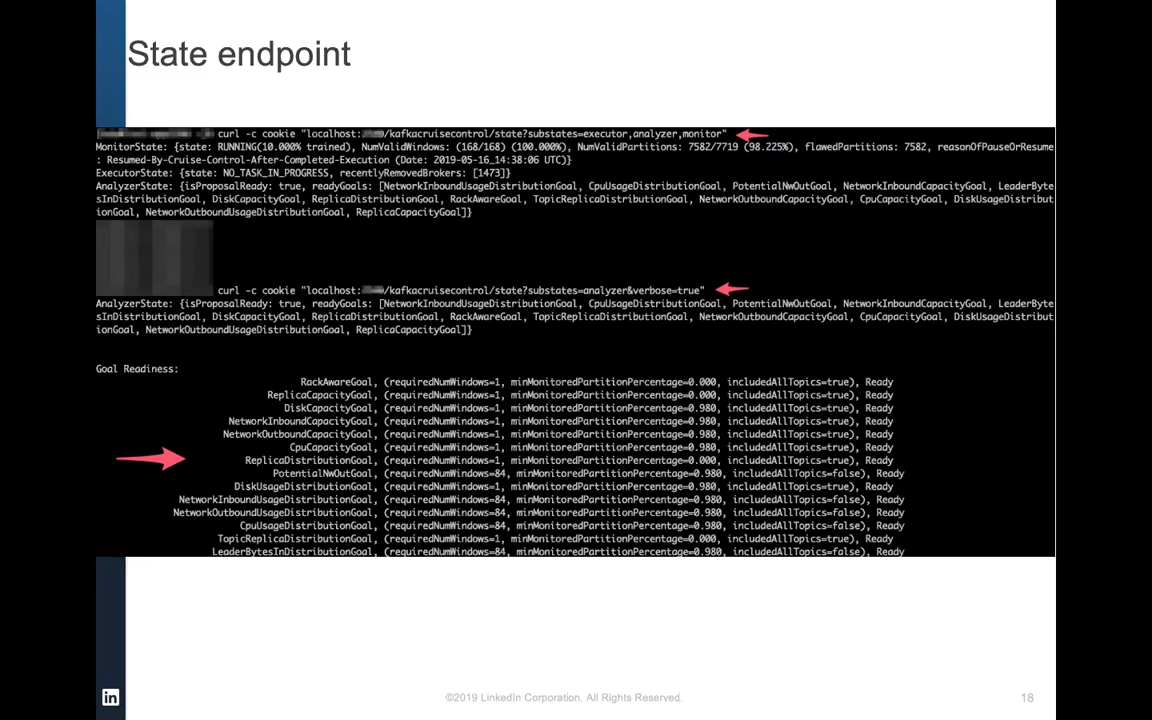 State endpoint
curl -c cookie "localhost: /kafkacruisecontrol/state?substates=executor,analyzer,monitor"
MonitorState: {state: RUNNING(10.000% trained), NumValidWindows: (168/168) (100.000%), NumValidPartitions: 7582/7719 (98.225%), flawedPartitions: 7582, reasonOfPauseOrResume
: Resumed-By-Cruise-Control-After-Completed-Execution (Date: 2019-05-16_14:38:06 UTC)}
ExecutorState: {state: NO_TASK_IN_PROGRESS, recentlyRemovedBrokers: [1473]}
AnalyzerState: {isProposalReady: true, readyGoals: [NetworkInboundUsageDistributionGoal, CpuUsageDistributionGoal, PotentialNwOutGoal, NetworkInboundCapacityGoal, LeaderByte
sInDistributionGoal, DiskCapacityGoal, ReplicaDistributionGoal, RackAwareGoal, TopicReplicaDistributionGoal, NetworkOutboundCapacityGoal, CpuCapacityGoal, DiskUsageDistribut
ionGoal, NetworkOutboundUsageDistributionGoal, ReplicaCapacityGoal]}
curl -c cookie "localhost: /kafkacruisecontrol/state?substates=analyzer&verbose=true"
AnalyzerState: {isProposalReady: true, readyGoals: [NetworkInboundUsageDistributionGoal, CpuUsageDistributionGoal, PotentialNwOutGoal, NetworkInboundCapacityGoal, LeaderByte
sInDistributionGoal, DiskCapacityGoal, ReplicaDistributionGoal, RackAwareGoal, TopicReplicaDistributionGoal, NetworkOutboundCapacityGoal, CpuCapacityGoal, DiskUsageDistribut
ionGoal, NetworkOutboundUsageDistributionGoal, ReplicaCapacityGoal]}
Goal Readiness:
RackAwareGoal, (requiredNumWindows=1, minMonitoredPartitionPercentage=0.000, includedAllTopics=true), Ready
ReplicaCapacityGoal, (requiredNumWindows=1, minMonitoredPartitionPercentage=0.000, includedAllTopics=true), Ready
DiskCapacityGoal, (requiredNumWindows=1, minMonitoredPartitionPercentage=0.980, includedAllTopics=true), Ready
NetworkInboundCapacityGoal, (requiredNumWindows=1, minMonitoredPartitionPercentage=0.980, includedAllTopics=true), Ready
NetworkOutboundCapacityGoal, (requiredNumWindows=1, minMonitoredPartitionPercentage=0.980, includedAllTopics=true), Ready
CpuCapacityGoal, (requiredNumWindows=1, minMonitoredPartitionPercentage=0.980, includedAllTopics=true), Ready
ReplicaDistributionGoal, (requiredNumWindows=1, minMonitoredPartitionPercentage=0.000, includedAllTopics=true), Ready
PotentialNwOutGoal, (requiredNumWindows=84, minMonitoredPartitionPercentage=0.980, includedAllTopics=false), Ready
DiskUsageDistributionGoal, (requiredNumWindows=1, minMonitoredPartitionPercentage=0.980, includedAllTopics=true), Ready
NetworkInboundUsageDistributionGoal, (requiredNumWindows=84, minMonitoredPartitionPercentage=0.980, includedAllTopics=false), Ready
NetworkOutboundUsageDistributionGoal, (requiredNumWindows=84, minMonitoredPartitionPercentage=0.980, includedAllTopics=false), Ready
CpuUsageDistributionGoal, (requiredNumWindows=84, minMonitoredPartitionPercentage=0.980, includedAllTopics=false), Ready
TopicReplicaDistributionGoal, (requiredNumWindows=1, minMonitoredPartitionPercentage=0.000, includedAllTopics=true), Ready
LeaderBytesInDistributionGoal, (requiredNumWindows=84, minMonitoredPartitionPercentage=0.980, includedAllTopics=false), Ready
in
©2019 LinkedIn Corporation. All Rights Reserved.
18